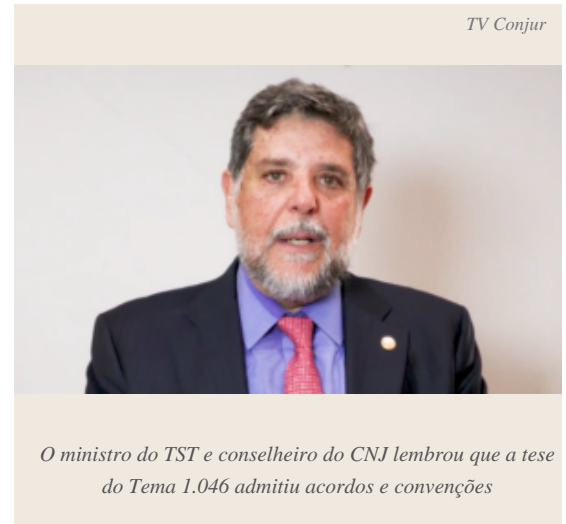 TV Conjur
O ministro do TST e conselheiro do CNJ lembrou que a tese
do Tema 1.046 admitiu acordos e convenções